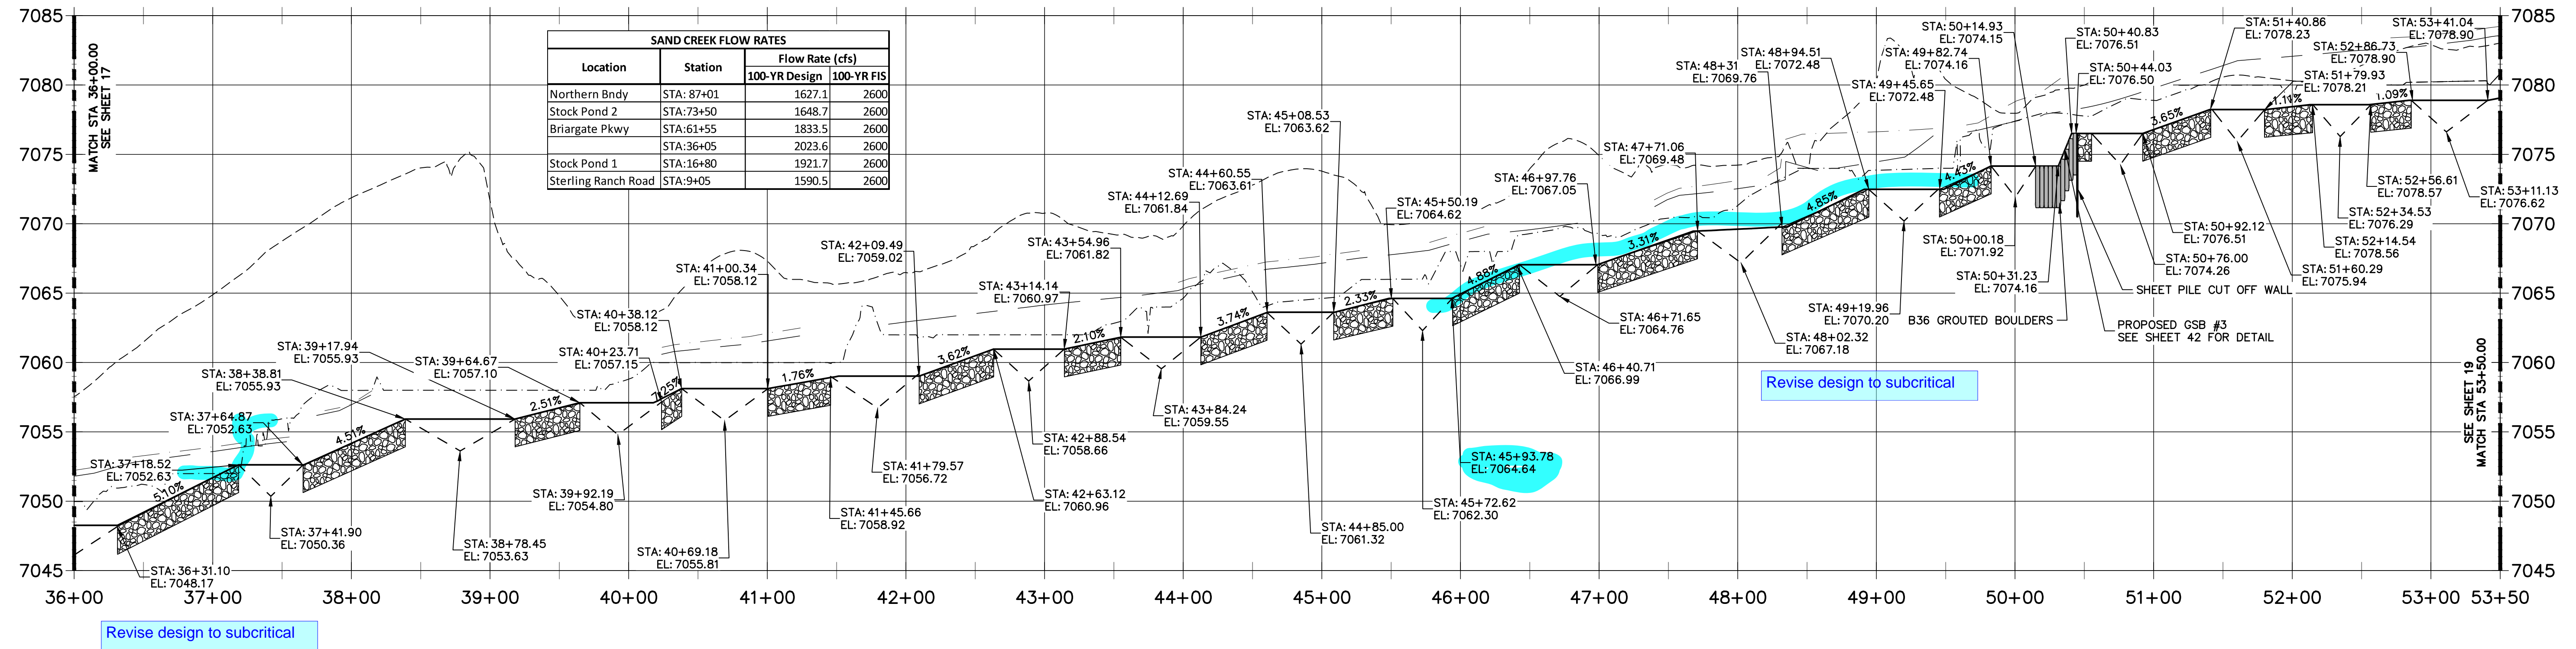 7085
7080
7075
7070
7065
7060
7055
7050
7045
MATCH STA 36+00.00
SEE SHEET 17
SAND CREEK FLOW RATES
Location Station Flow Rate (cfs)
100-YR Design 100-YR FIS
Northern Bndy STA: 87+01 1627.1 2600
Stock Pond 2 STA:73+50 1648.7 2600
Briargate Pkwy STA:61+55 1833.5 2600
STA:36+05 2023.6 2600
Stock Pond 1 STA:16+80 1921.7 2600
Sterling Ranch Road STA:9+05 1590.5 2600
STA: 36+31.10
EL: 7048.17
5.10%
STA: 37+18.52
EL: 7052.63
STA: 37+41.90
EL: 7050.36
STA: 37+64.87
EL: 7052.63
4.51%
STA: 38+38.81
EL: 7055.93
STA: 38+78.45
EL: 7053.63
STA: 39+17.94
EL: 7055.93
2.51%
STA: 39+64.67
EL: 7057.10
STA: 39+92.19
EL: 7054.80
STA: 40+23.71
EL: 7057.15
STA: 40+38.12
EL: 7058.12
STA: 40+69.18
EL: 7055.81
STA: 41+00.34
EL: 7058.12
1.76%
STA: 41+45.66
EL: 7058.92
STA: 41+79.57
EL: 7056.72
STA: 42+09.49
EL: 7059.02
3.62%
STA: 42+63.12
EL: 7060.96
STA: 42+88.54
EL: 7058.66
STA: 43+14.14
EL: 7060.97
2.10%
STA: 43+54.96
EL: 7061.82
STA: 43+84.24
EL: 7059.55
STA: 44+12.69
EL: 7061.84
3.74%
STA: 44+60.55
EL: 7063.61
STA: 44+85.00
EL: 7061.32
STA: 45+08.53
EL: 7063.62
2.33%
STA: 45+50.19
EL: 7064.62
STA: 45+72.62
EL: 7062.30
STA: 45+93.78
EL: 7064.64
4.88%
STA: 46+40.71
EL: 7066.99
STA: 46+71.65
EL: 7064.76
STA: 46+97.76
EL: 7067.05
3.31%
STA: 47+71.06
EL: 7069.48
STA: 48+02.32
EL: 7067.18
STA: 48+31
EL: 7069.76
4.85%
STA: 48+94.51
EL: 7072.48
STA: 49+19.96
EL: 7070.20
STA: 49+45.65
EL: 7072.48
4.43%
STA: 49+82.74
EL: 7074.16
STA: 50+00.18
EL: 7071.92
STA: 50+14.93
EL: 7074.15
STA: 50+31.23
EL: 7074.16
B36 GROUTED BOULDERS
STA: 50+40.83
EL: 7076.51
STA: 50+44.03
EL: 7076.50
SHEET PILE CUT OFF WALL
PROPOSED GSB #3
SEE SHEET 42 FOR DETAIL
STA: 50+76.00
EL: 7074.26
STA: 50+92.12
EL: 7076.51
3.65%
STA: 51+40.86
EL: 7078.23
STA: 51+60.29
EL: 7075.94
STA: 51+79.93
EL: 7078.21
1.11%
STA: 52+14.54
EL: 7078.56
STA: 52+34.53
EL: 7076.29
STA: 52+56.61
EL: 7078.57
1.09%
STA: 52+86.73
EL: 7078.90
STA: 53+11.13
EL: 7076.62
STA: 53+41.04
EL: 7078.90
SEE SHEET 19
MATCH STA 53+50.00
Revise design to subcritical
7085
7080
7075
7070
7065
7060
7055
7050
7045
36+00 37+00 38+00 39+00 40+00 41+00 42+00 43+00 44+00 45+00 46+00 47+00 48+00 49+00 50+00 51+00 52+00 53+00 53+50
Revise design to subcritical